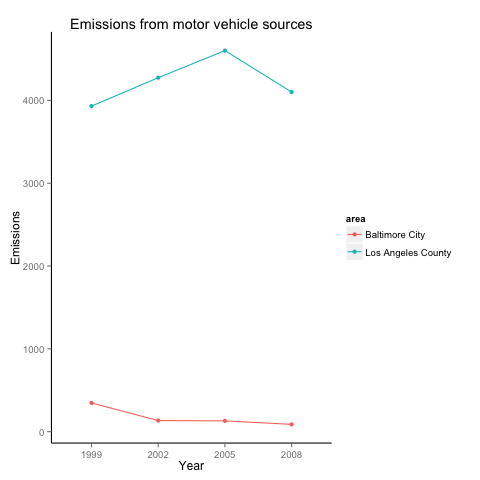 Emissions from motor vehicle sources
4000
3000
2000
1000
0
Emissions
1999
2002
2005
2008
Year
area
Baltimore City
Los Angeles County